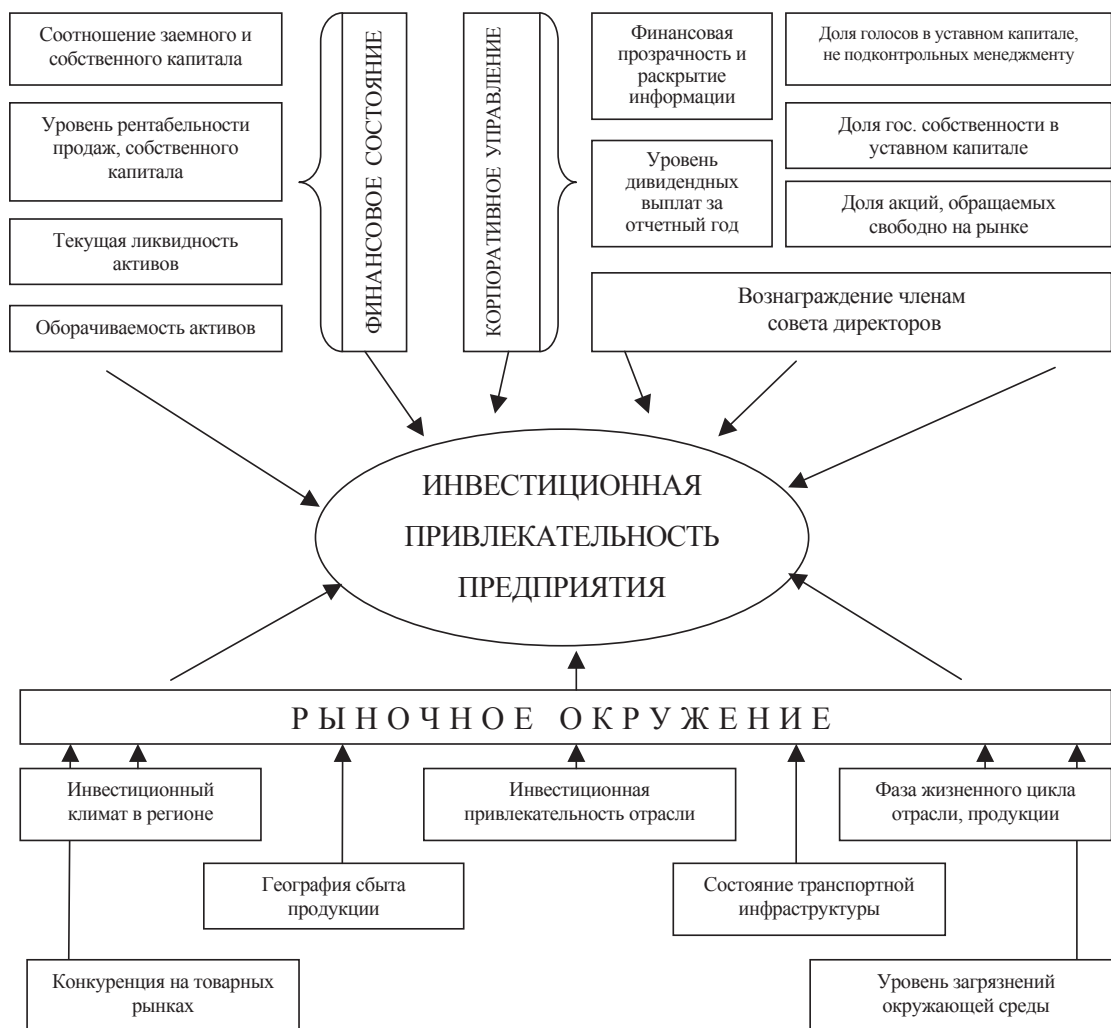 Соотношение заемного и
собственного капитала
Уровень рентабельности
продаж, собственного
капитала
Текущая ликвидность
активов
Оборачиваемость активов
ФИНАНСОВОЕ СОСТОЯНИЕ
КОРПОРАТИВНОЕ УПРАВЛЕНИЕ
Финансовая
прозрачность и
раскрытие
информации
Уровень
дивидендных
выплат за
отчетный год
Доля голосов в уставном капитале,
не подконтрольных менеджменту
Доля гос. собственности в
уставном капитале
Доля акций, обращаемых
свободно на рынке
Вознаграждение членам
совета директоров
ИНВЕСТИЦИОННАЯ
ПРИВЛЕКАТЕЛЬНОСТЬ
ПРЕДПРИЯТИЯ
РЫНОЧНОЕ ОКРУЖЕНИЕ
Инвестиционный
климат в регионе
Инвестиционная
привлекательность отрасли
Фаза жизненного цикла
отрасли, продукции
География сбыта
продукции
Состояние транспортной
инфраструктуры
Конкуренция на товарных
рынках
Уровень загрязнений
окружающей среды